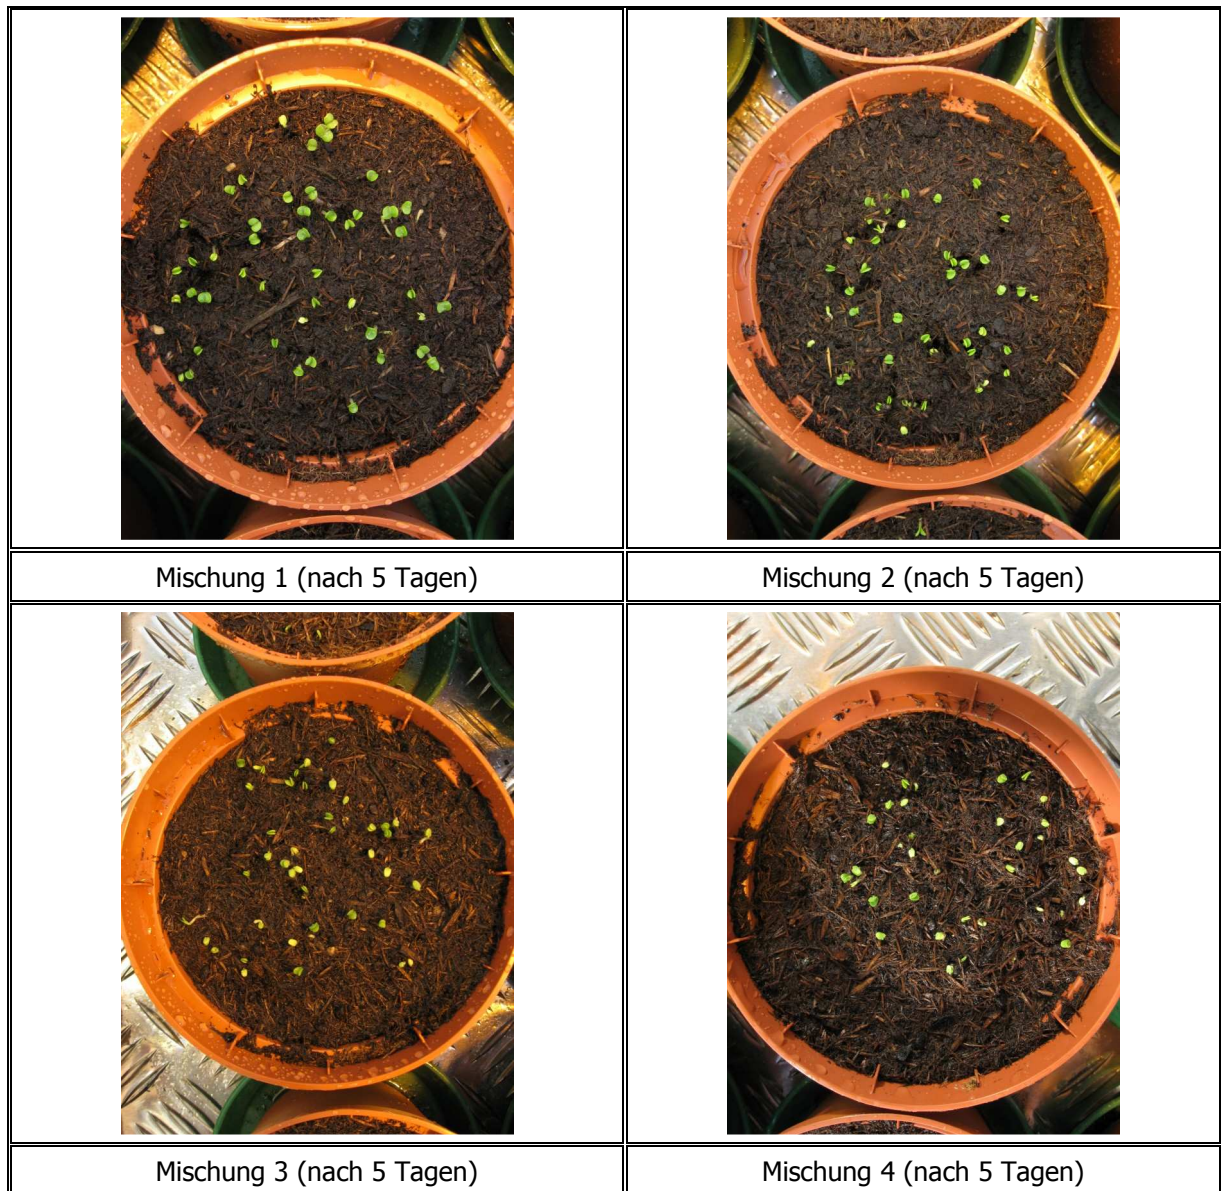 Mischung 1 (nach 5 Tagen)
Mischung 2 (nach 5 Tagen)
Mischung 3 (nach 5 Tagen)
Mischung 4 (nach 5 Tagen)